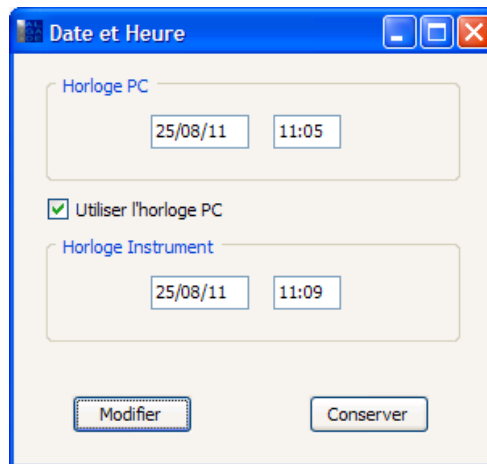 Date et Heure
Horloge PC
25/08/11 11:05
Utiliser l'horloge PC
Horloge Instrument
25/08/11 11:09
Modifier Conserver